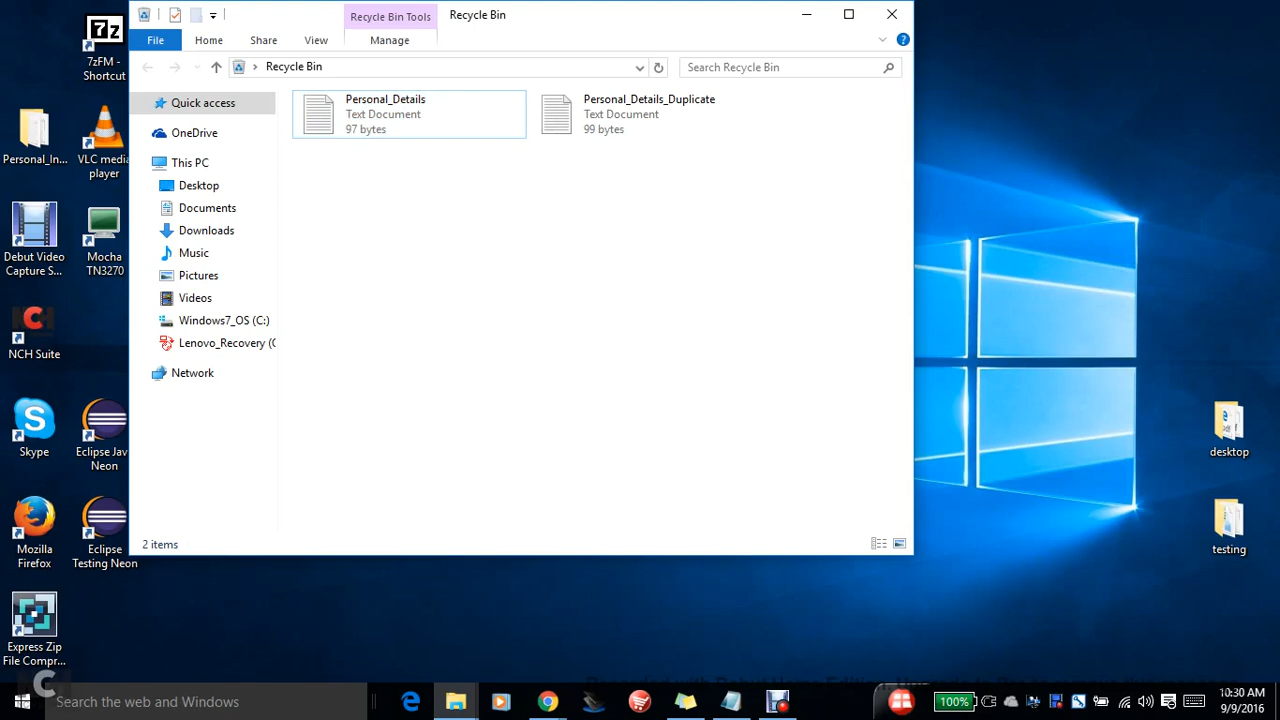 Recycle Bin Tools
Recycle Bin
File
Home
Share
View
Manage
Recycle Bin
Search Recycle Bin
Quick access
OneDrive
This PC
Desktop
Documents
Downloads
Music
Pictures
Videos
Windows7_OS (C:)
Lenovo_Recovery (
Network
Personal_Details
Text Document
97 bytes
Personal_Details_Duplicate
Text Document
99 bytes
2 items
7z
7zFM -
Shortcut
Personal_In...
VLC media
player
Debut Video
Capture S...
Mocha
TN3270
NCH Suite
Skype
Eclipse Jav
Neon
Mozilla
Firefox
Eclipse
Testing Neon
Express Zip
File Compr...
desktop
testing
Search the web and Windows
100%
10:30 AM
9/9/2016